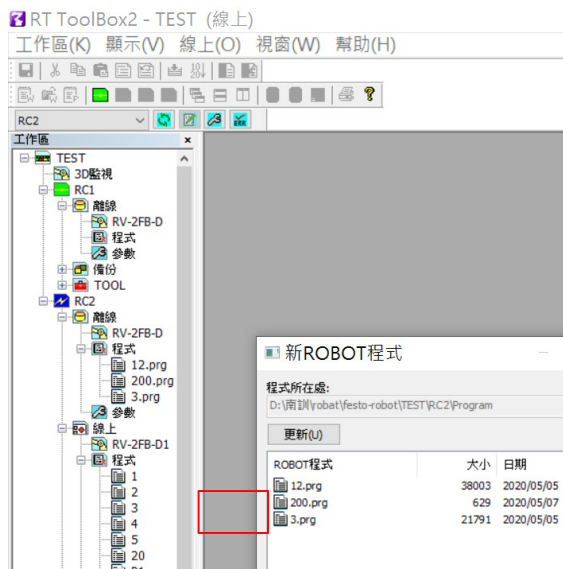 RT ToolBox2 - TEST (線上)
工作區(K) 顯示(V) 線上(O) 視窗(W) 幫助(H)
RC2
工作區
TEST
3D監視
RC1
離線
RV-2FB-D
程式
參數
備份
TOOL
RC2
離線
RV-2FB-D
程式
12.prg
200.prg
3.prg
參數
線上
RV-2FB-D1
程式
1
2
3
4
5
20
新ROBOT程式
程式所在處:
D:\南訓\robat\festo-robot\TEST\RC2\Program
更新(U)
ROBOT程式 大小 日期
12.prg 38003 2020/05/05
200.prg 629 2020/05/07
3.prg 21791 2020/05/05